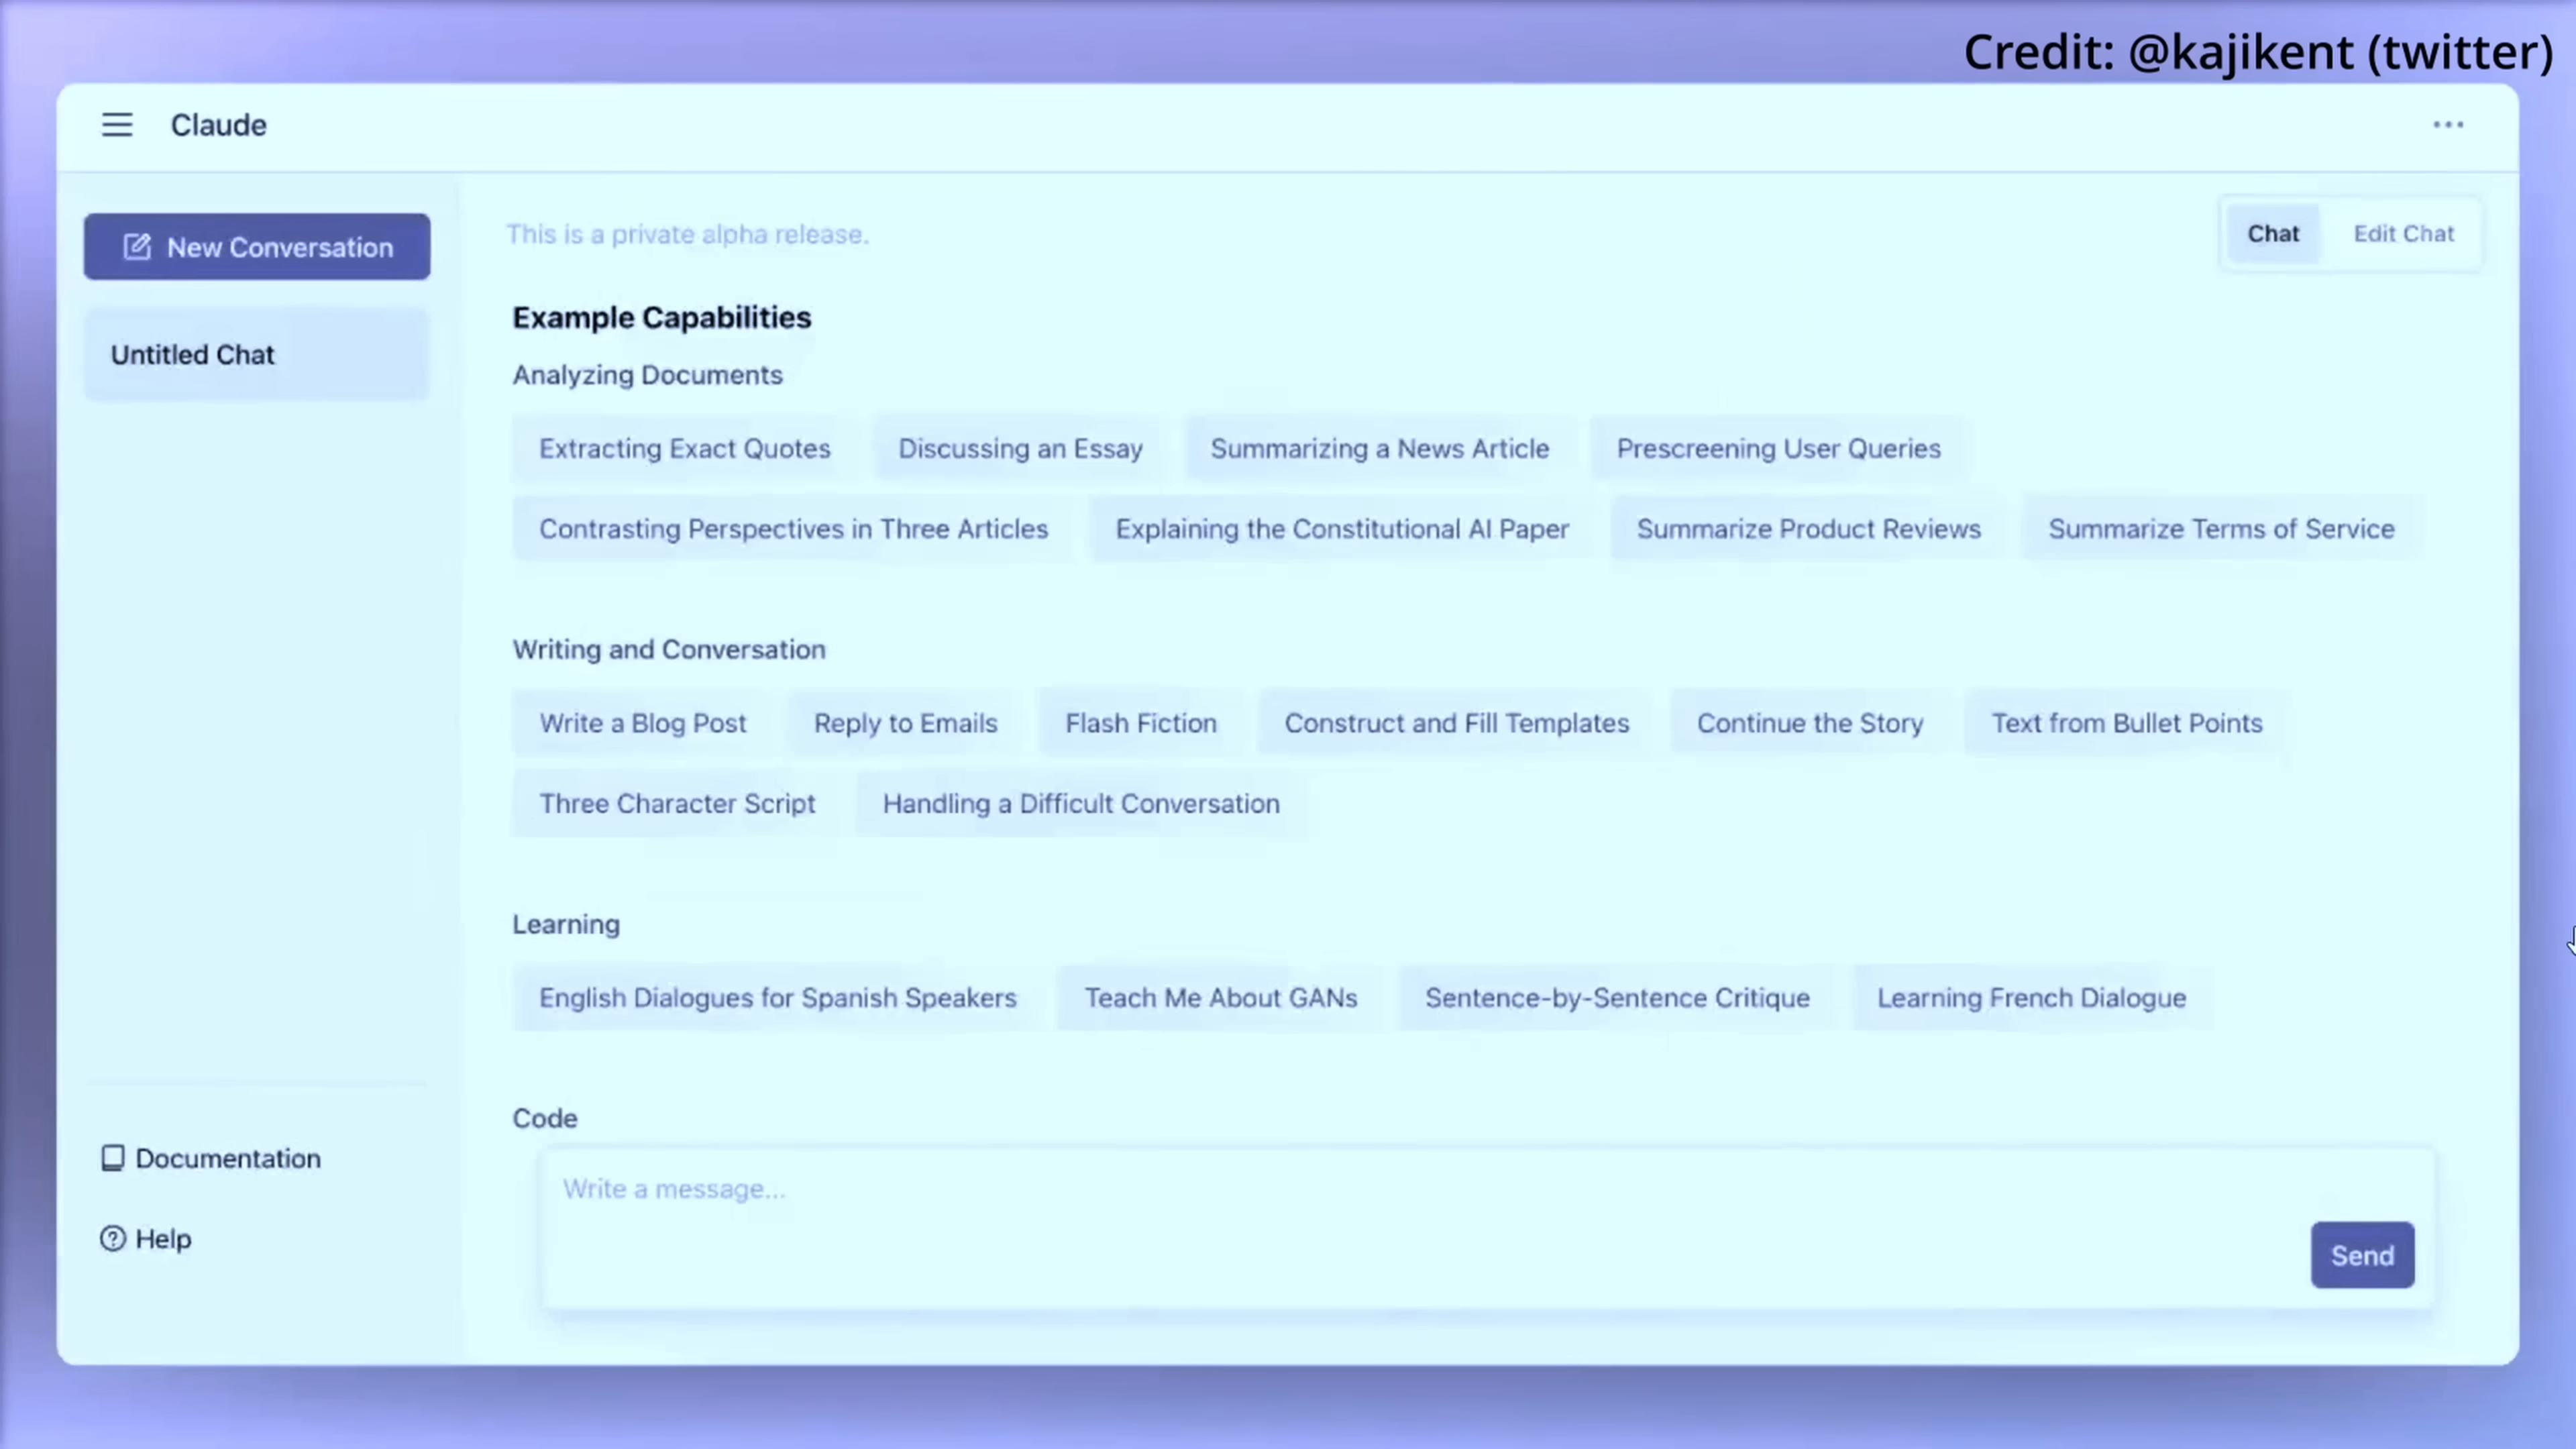 Credit: @kajikent (twitter)
Claude
New Conversation
Untitled Chat
Documentation
Help
This is a private alpha release.
Chat Edit Chat
Example Capabilities
Analyzing Documents
Extracting Exact Quotes Discussing an Essay Summarizing a News Article Prescreening User Queries
Contrasting Perspectives in Three Articles Explaining the Constitutional AI Paper Summarize Product Reviews Summarize Terms of Service
Writing and Conversation
Write a Blog Post Reply to Emails Flash Fiction Construct and Fill Templates Continue the Story Text from Bullet Points
Three Character Script Handling a Difficult Conversation
Learning
English Dialogues for Spanish Speakers Teach Me About GANs Sentence-by-Sentence Critique Learning French Dialogue
Code
Write a message...
Send